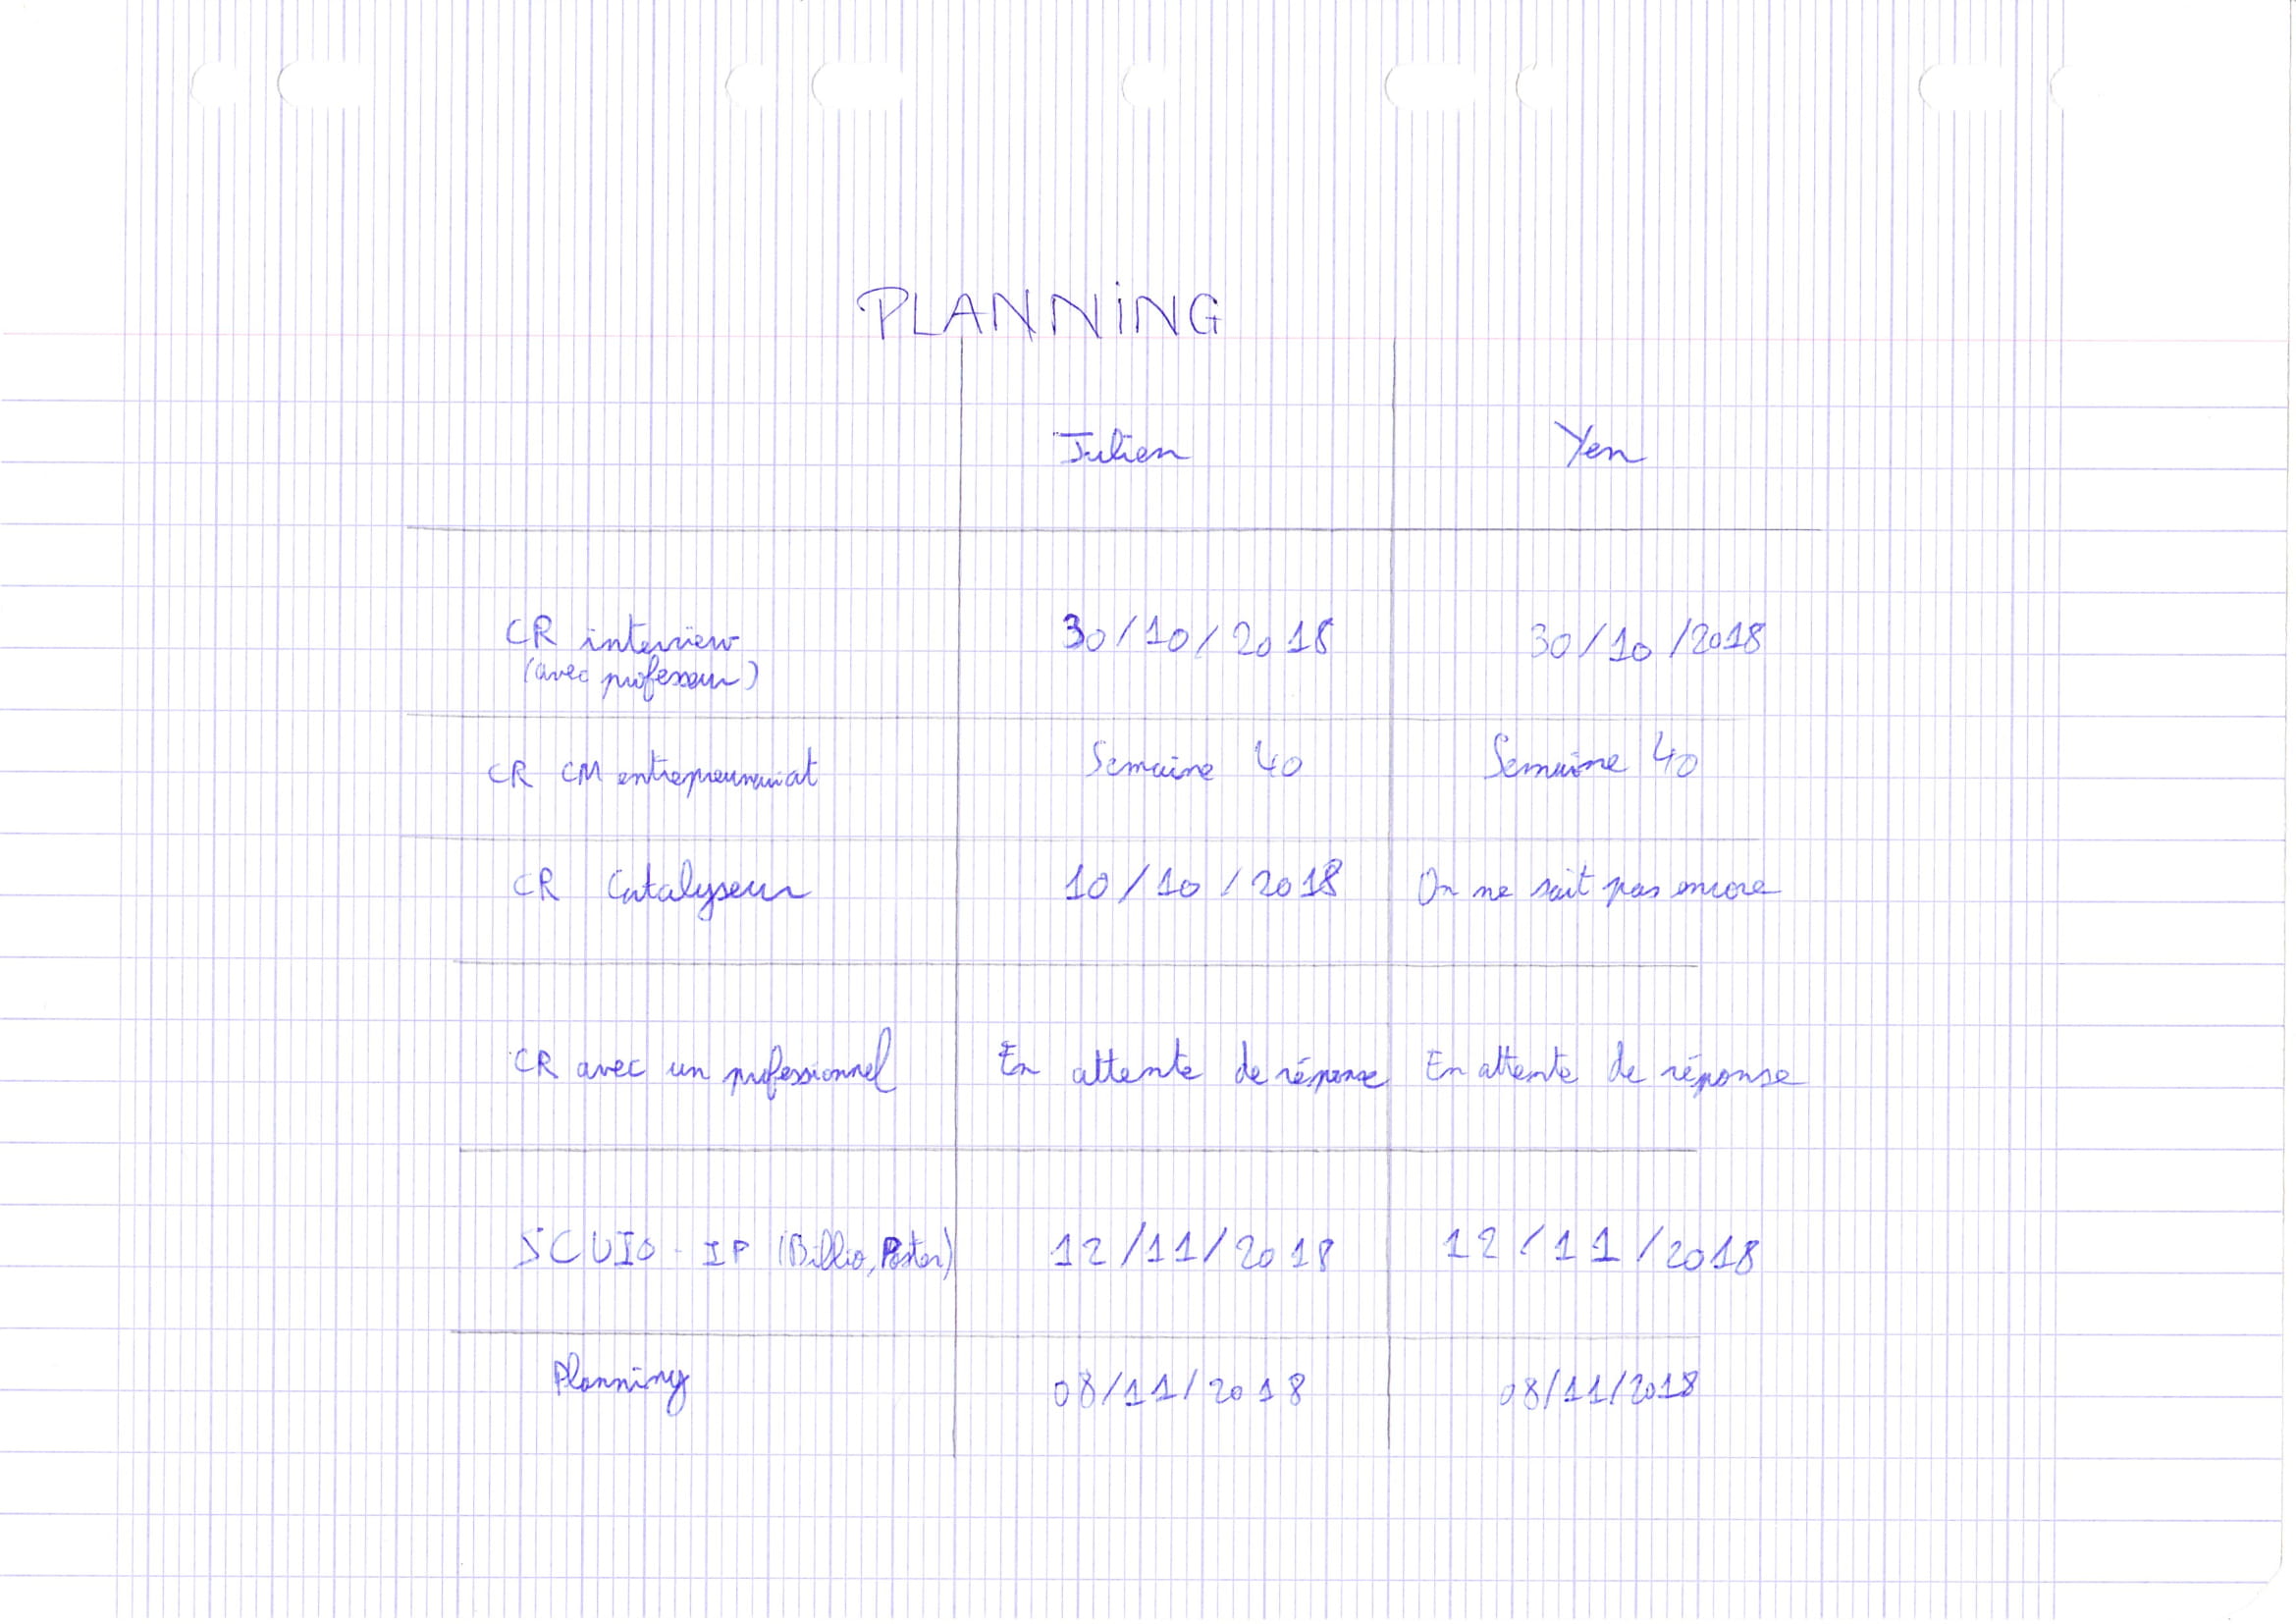 PLANNiNG
Julien Yen
CR interview 30/10/2018 30/10/2018
(avec professeur)
CR CM entrepreunariat Semaine 40 Semaine 40
CR Catalyseur 10/10/2018 On ne sait pas encore
CR avec un professionnel En attente de réponse En attente de réponse
SCUIO-IP (Biblio, Poster) 12/11/2018 12/11/2018
Planning 08/11/2018 08/11/2018